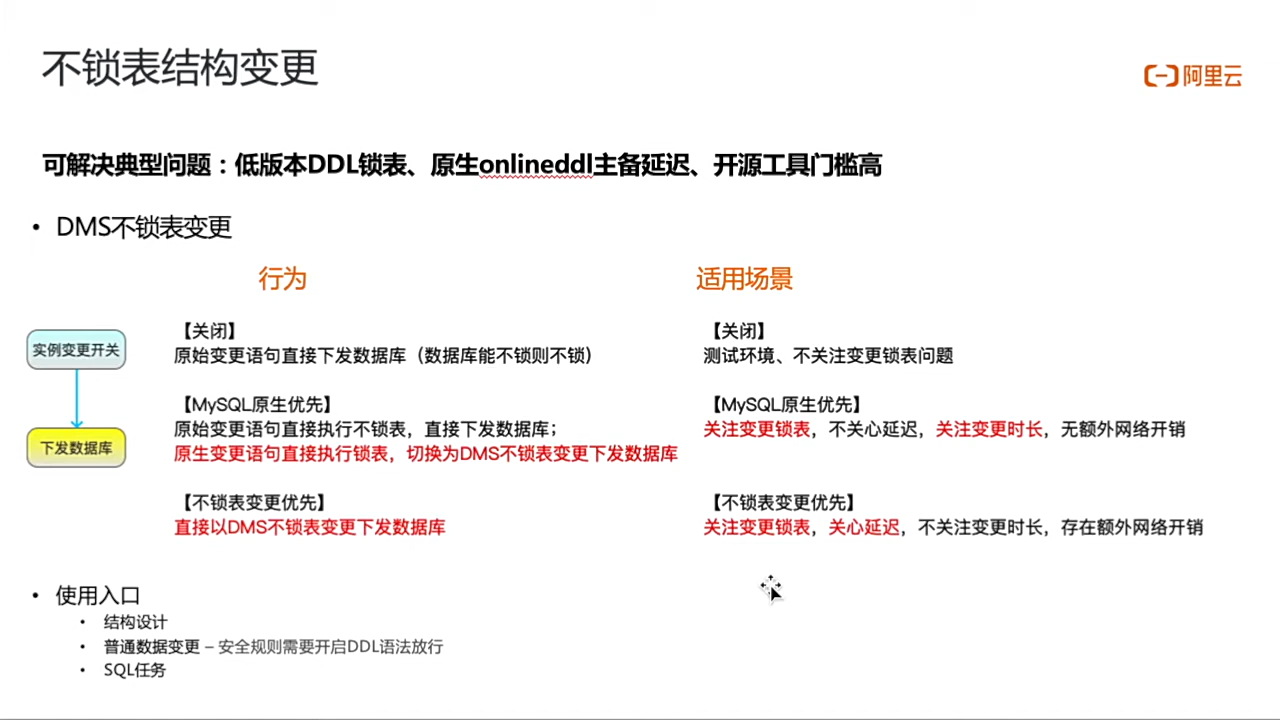 不锁表结构变更
阿里云
可解决典型问题：低版本DDL锁表、原生onlineddl主备延迟、开源工具门槛高
• DMS不锁表变更
行为
适用场景
实例变更开关
下发数据库
【关闭】
原始变更语句直接下发数据库（数据库能不锁则不锁）
【MySQL原生优先】
原始变更语句直接执行不锁表，直接下发数据库；
原生变更语句直接执行锁表，切换为DMS不锁表变更下发数据库
【不锁表变更优先】
直接以DMS不锁表变更下发数据库
【关闭】
测试环境、不关注变更锁表问题
【MySQL原生优先】
关注变更锁表，不关心延迟，关注变更时长，无额外网络开销
【不锁表变更优先】
关注变更锁表，关心延迟，不关注变更时长，存在额外网络开销
• 使用入口
• 结构设计
• 普通数据变更 – 安全规则需要开启DDL语法放行
• SQL任务